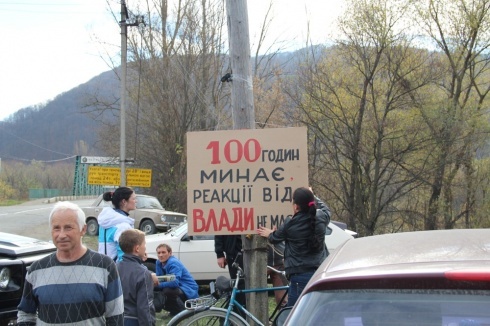 100 ГОДИН
МИНАЄ.
РЕАКЦІЇ ВІД
ВЛАДИ НЕ МАЄ